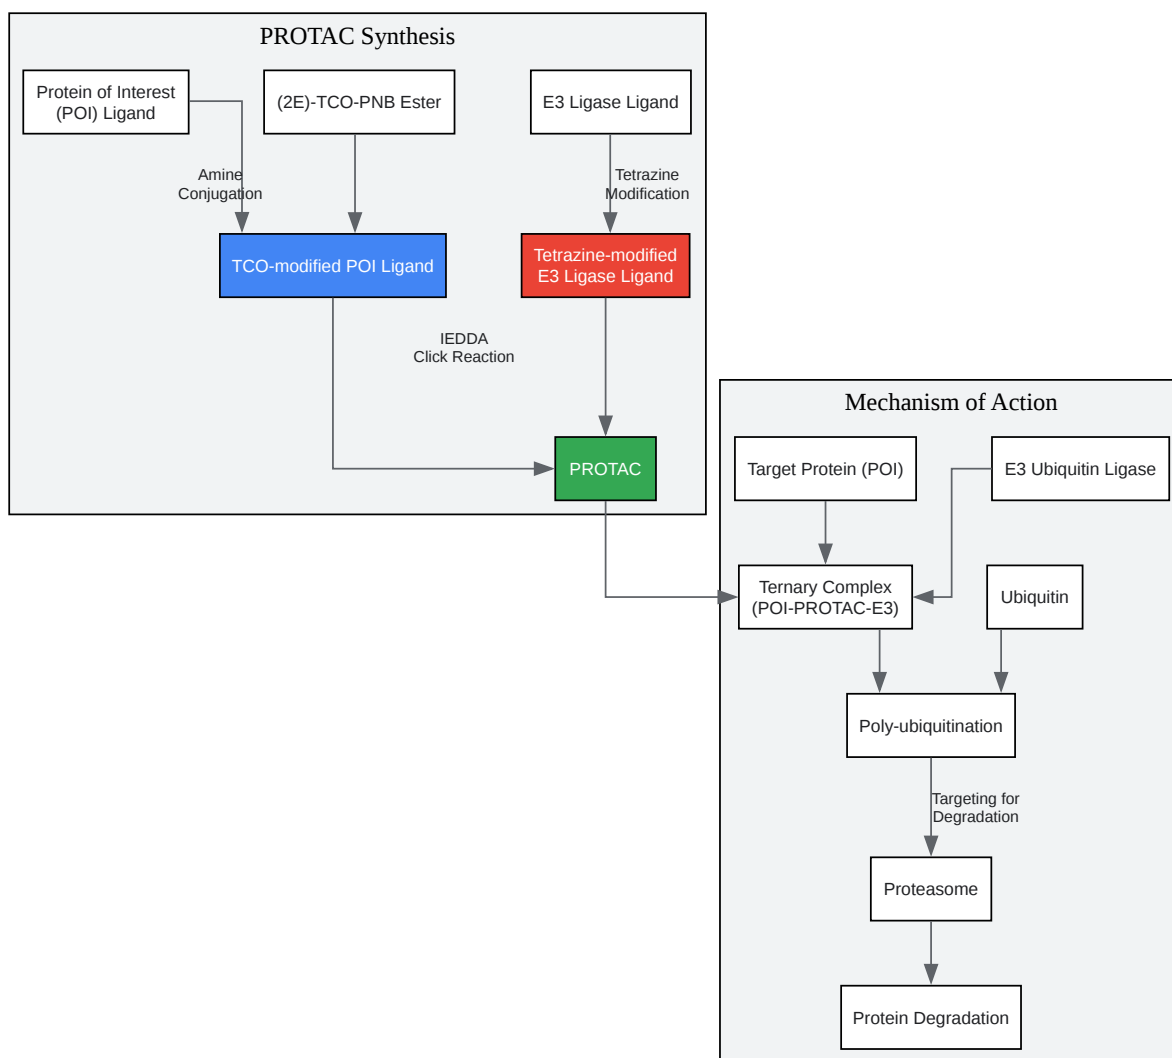 PROTAC Synthesis
Protein of Interest
(POI) Ligand
(2E)-TCO-PNB Ester
E3 Ligase Ligand
Amine
Conjugation
Tetrazine
Modification
TCO-modified POI Ligand
Tetrazine-modified
E3 Ligase Ligand
IEDDA
Click Reaction
PROTAC
Mechanism of Action
Target Protein (POI)
E3 Ubiquitin Ligase
Ternary Complex
(POI-PROTAC-E3)
Ubiquitin
Poly-ubiquitination
Targeting for
Degradation
Proteasome
Protein Degradation